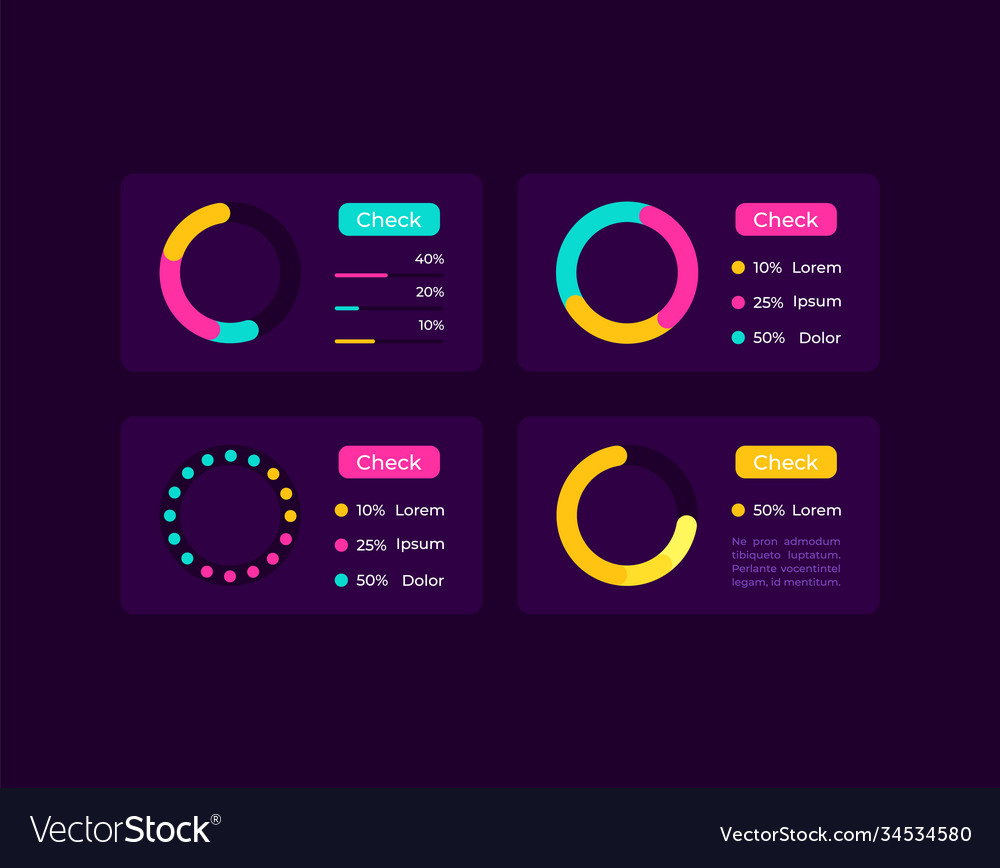 Check
40%
20%
10%
Check
10% Lorem
25% Ipsum
50% Dolor
Check
10% Lorem
25% Ipsum
50% Dolor
Check
50% Lorem
Ne pron admodum
tibiqueto luptatum.
Perlante vocentintel
legam, id mentitum.
VectorStock®
VectorStock.com/34534580